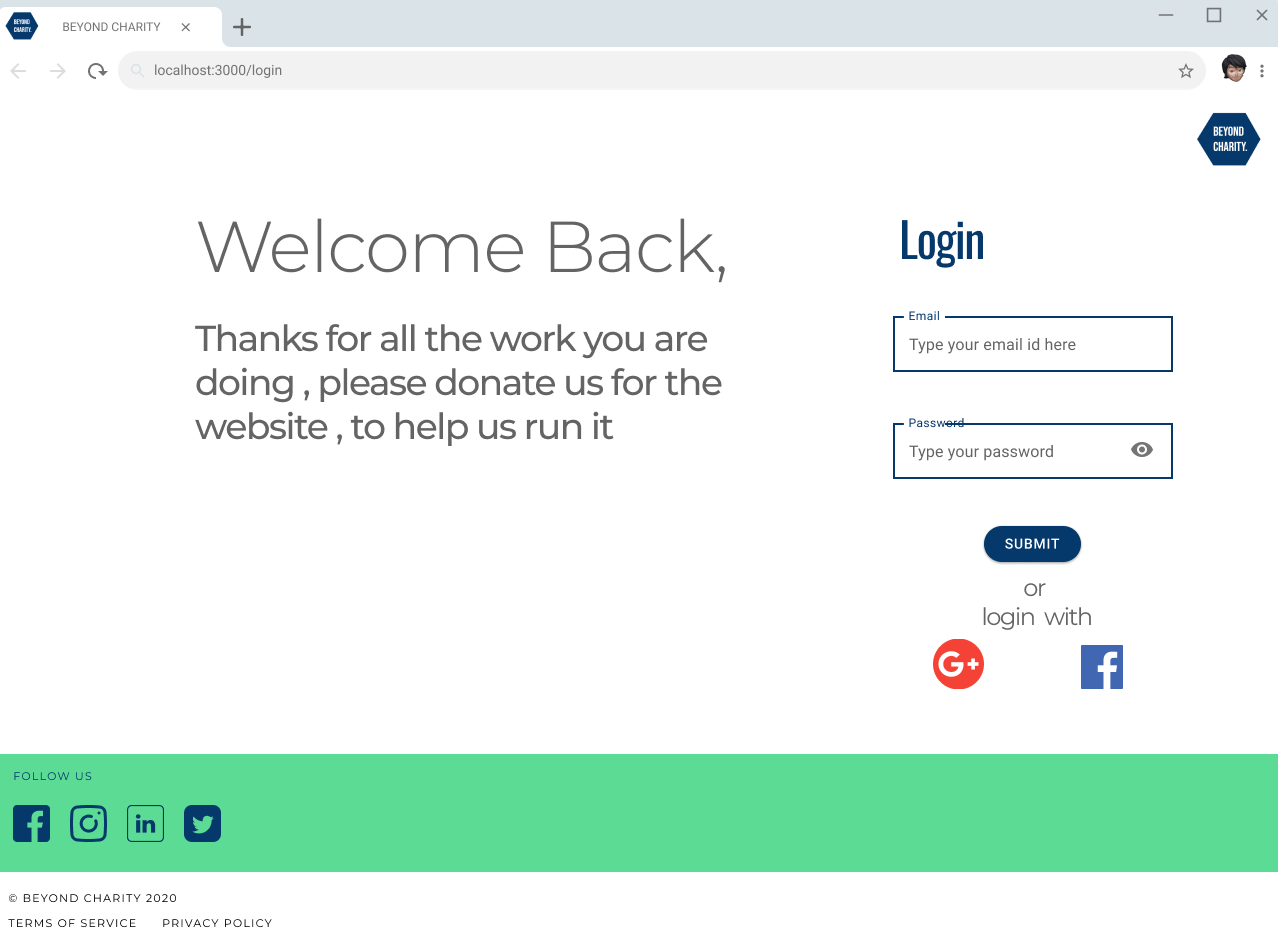 BEYOND
CHARITY.
BEYOND CHARITY
localhost:3000/login
BEYOND
CHARITY.
Welcome Back,
Thanks for all the work you are
doing , please donate us for the
website , to help us run it
Login
Email
Type your email id here
Password
Type your password
SUBMIT
or
login with
G+
FOLLOW US
in
© BEYOND CHARITY 2020
TERMS OF SERVICE PRIVACY POLICY